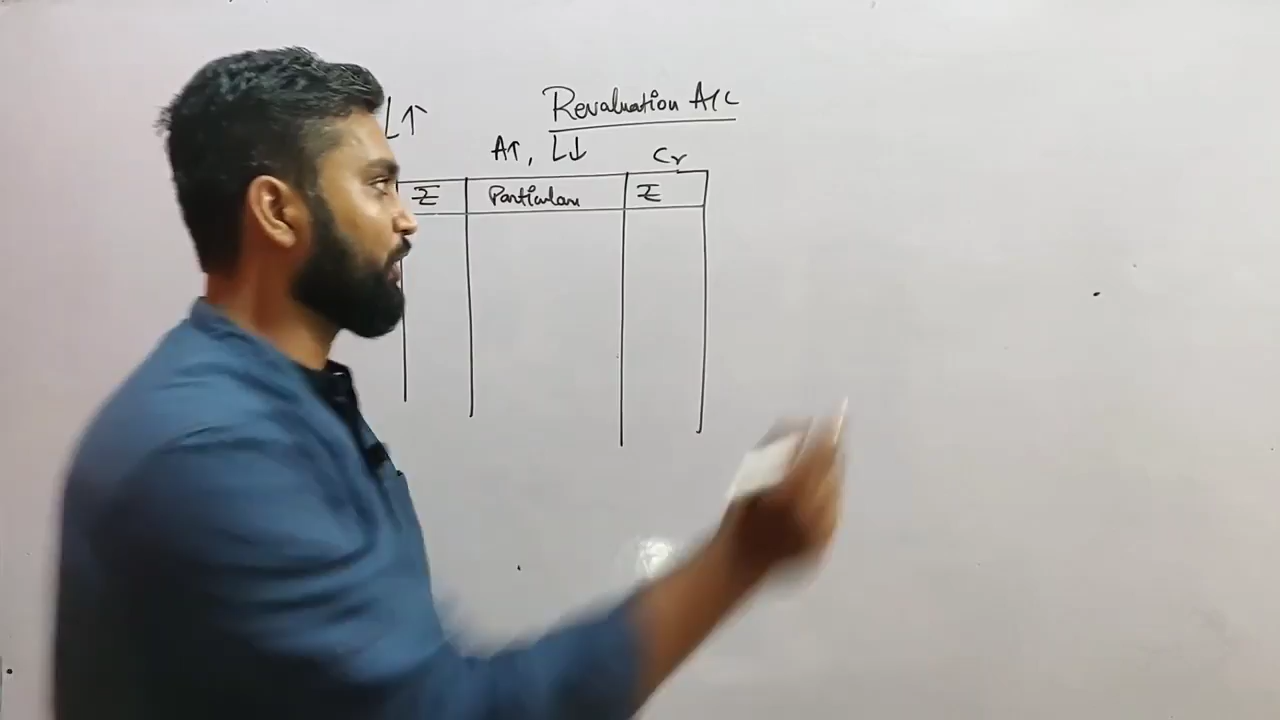 Revaluation A/C
L↑
A↑, L↓ Cr
₹ Particulars ₹